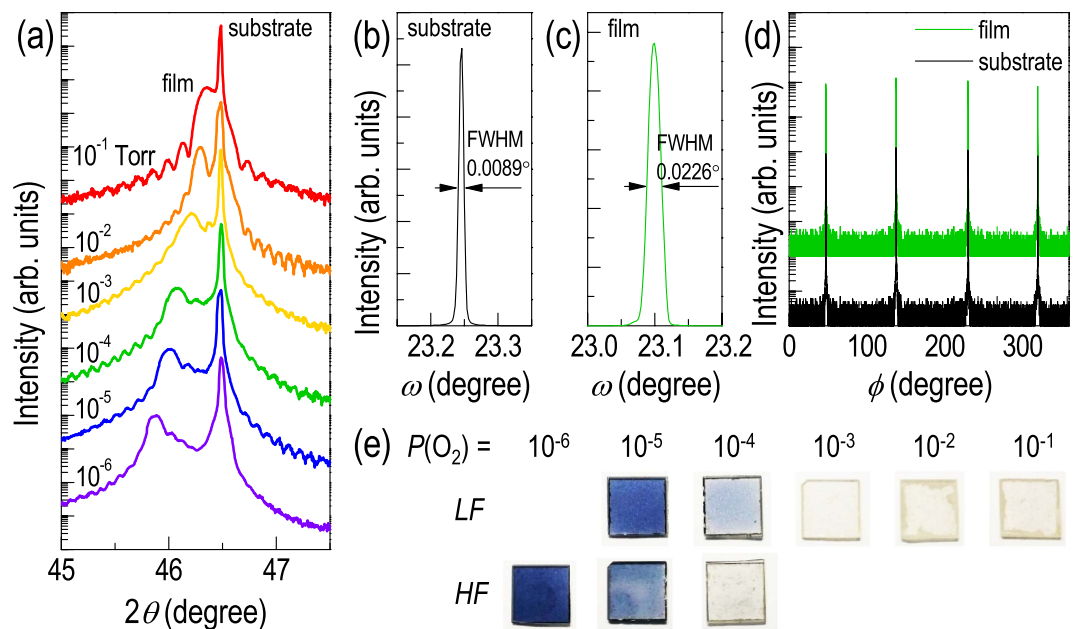 (a)
substrate
film
10⁻¹ Torr
10⁻²
10⁻³
10⁻⁴
10⁻⁵
10⁻⁶
Intensity (arb. units)
45 46 47
2θ (degree)
(b)
substrate
FWHM
0.0089°
Intensity (arb. units)
23.2 23.3
ω (degree)
(c)
film
FWHM
0.0226°
23.0 23.1 23.2
ω (degree)
(d)
film
substrate
Intensity (arb. units)
0 100 200 300
ϕ (degree)
(e) P(O₂) = 10⁻⁶ 10⁻⁵ 10⁻⁴ 10⁻³ 10⁻² 10⁻¹
LF
HF